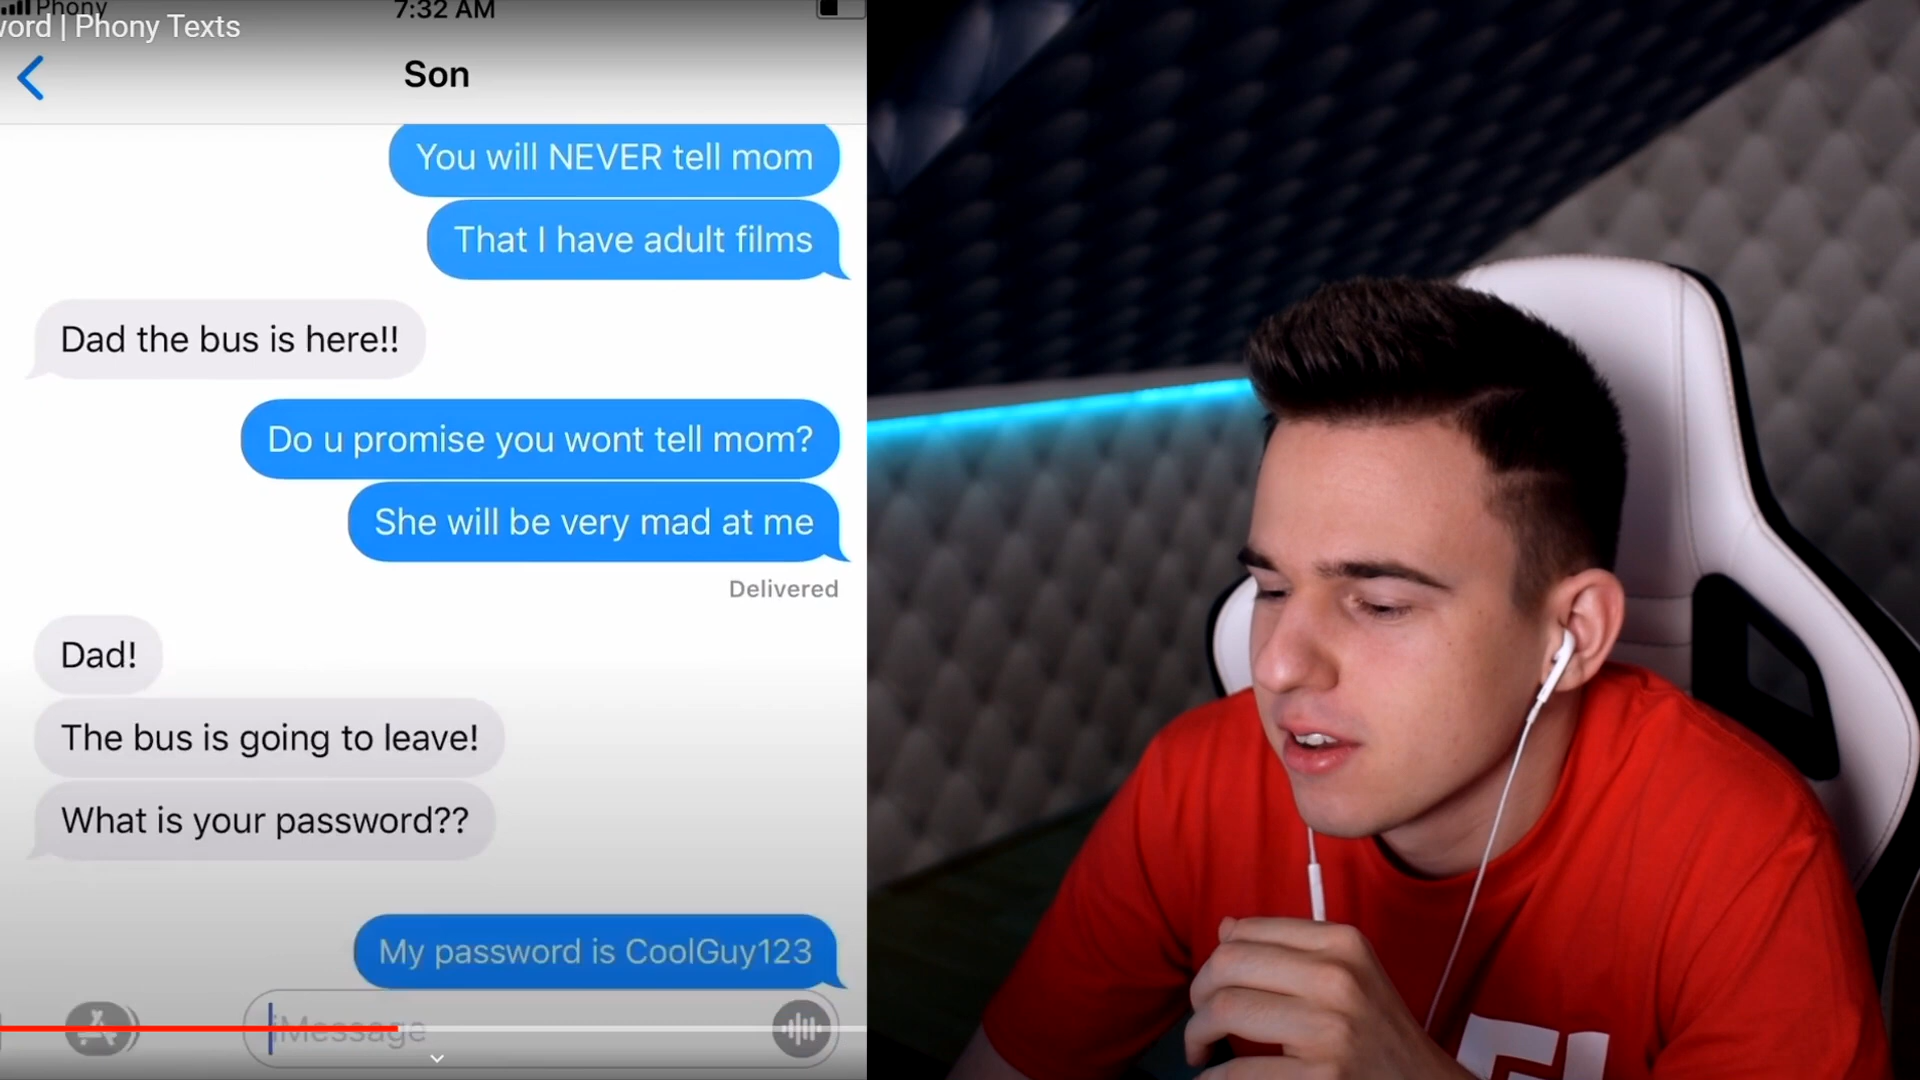 Phony
7:32 AM
word | Phony Texts
Son
You will NEVER tell mom
That I have adult films
Dad the bus is here!!
Do u promise you wont tell mom?
She will be very mad at me
Delivered
Dad!
The bus is going to leave!
What is your password??
My password is CoolGuy123
iMessage